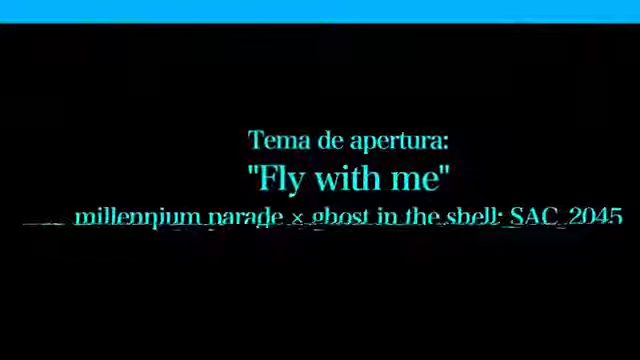 Tema de apertura:
"Fly with me"
millennium parade × ghost in the shell: SAC_2045